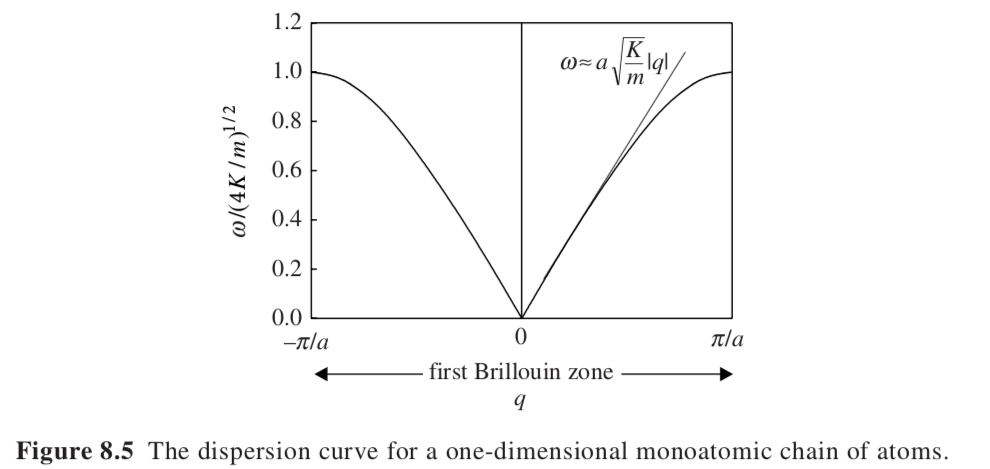 1.2
ω≈ a√(K/m) |q|
1.0
0.8
0.6
0.4
0.2
0.0
ω/(4K/m)^{1/2}
–π/a
0
π/a
first Brillouin zone
q
Figure 8.5 The dispersion curve for a one-dimensional monoatomic chain of atoms.